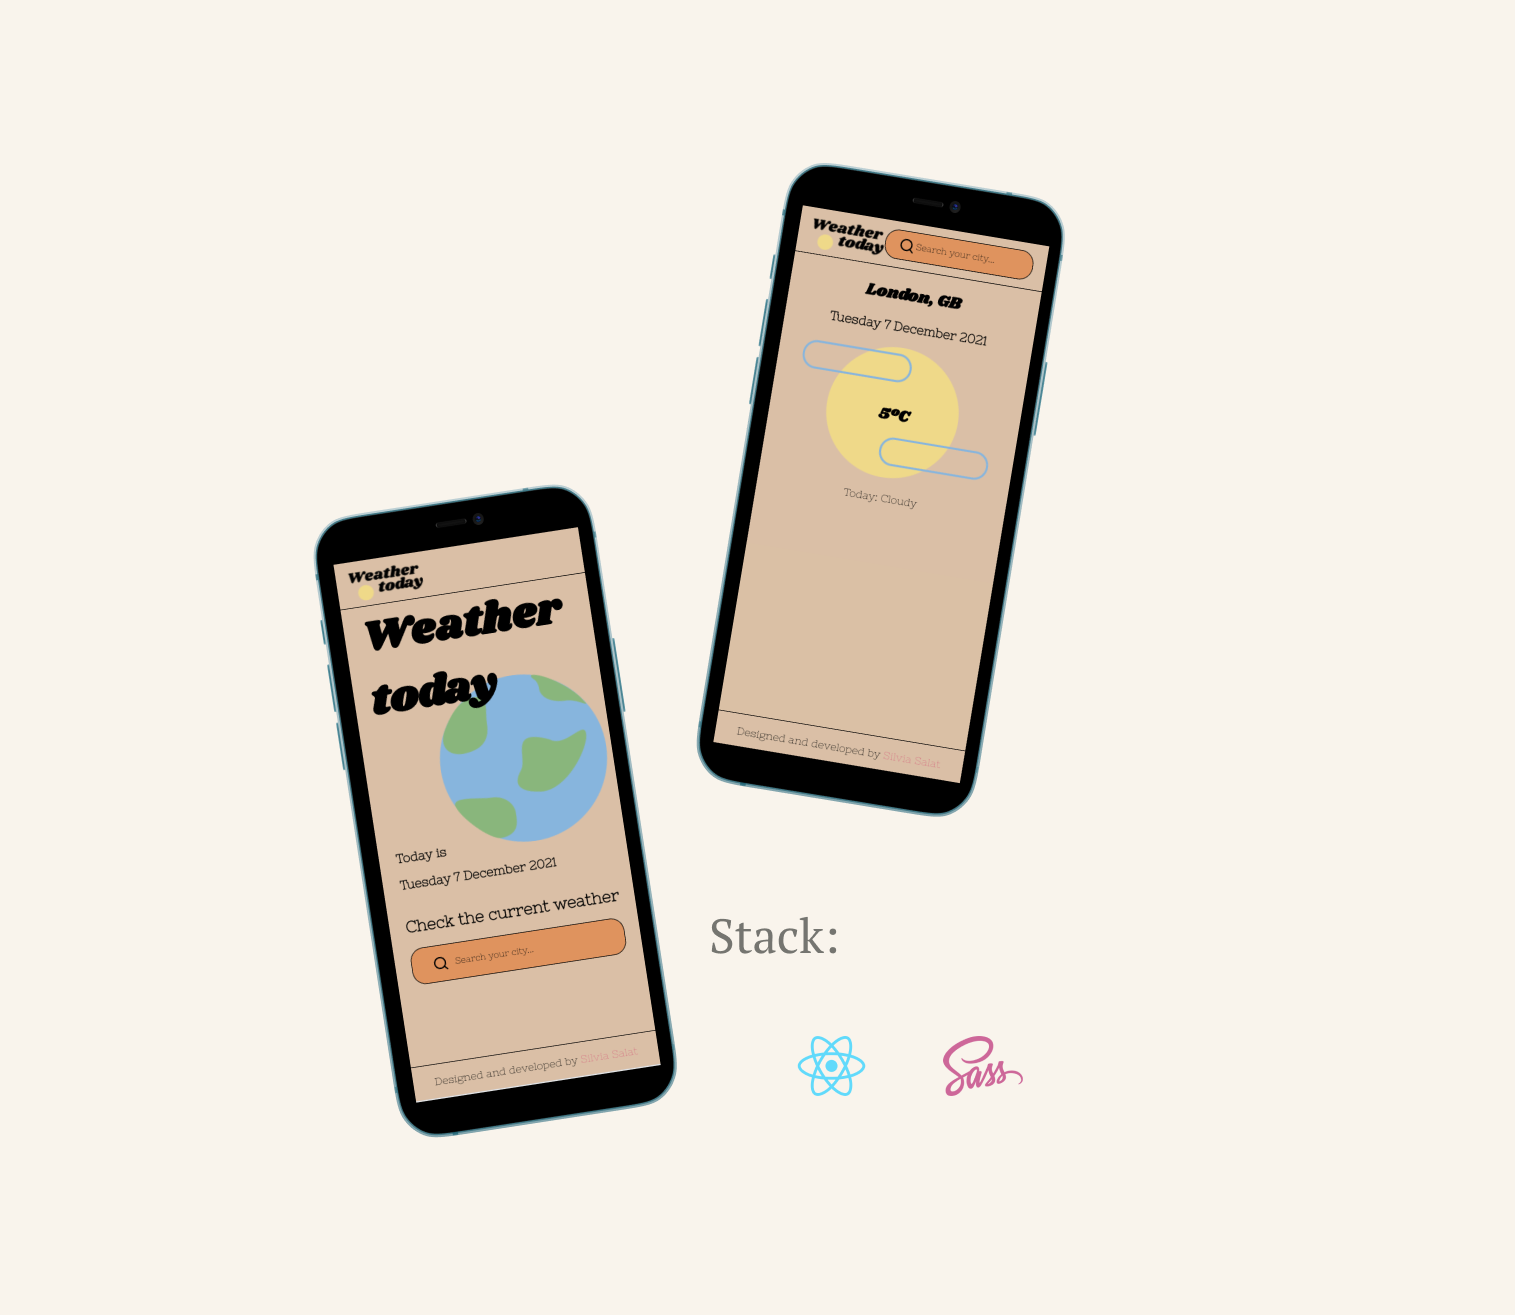 Weather
today
Search your city...
London, GB
Tuesday 7 December 2021
5ºC
Today: Cloudy
Designed and developed by Silvia Salat
Weather
today
Weather
today
Today is
Tuesday 7 December 2021
Check the current weather
Search your city...
Designed and developed by Silvia Salat
Stack:
Sass